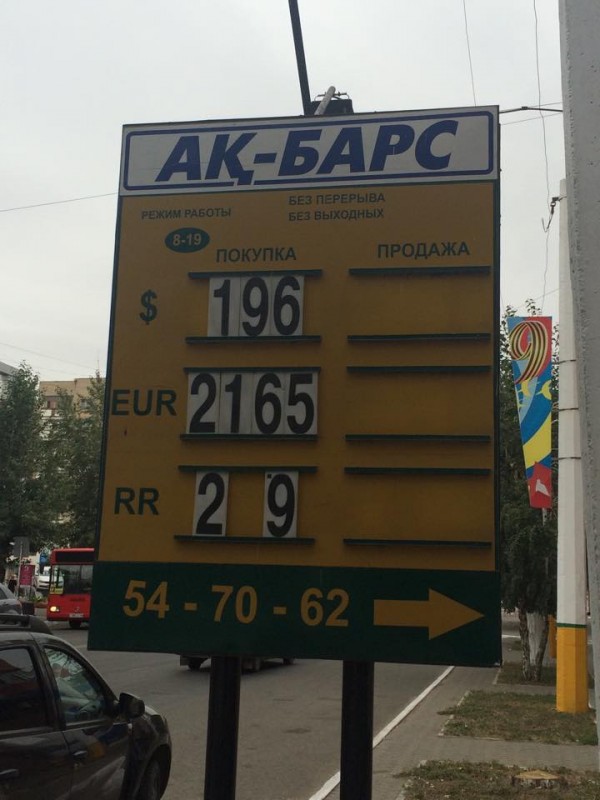 АҚ-БАРС
РЕЖИМ РАБОТЫ
БЕЗ ПЕРЕРЫВА
БЕЗ ВЫХОДНЫХ
8-19
ПОКУПКА ПРОДАЖА
$ 196
EUR 2165
RR 2 9
54 - 70 - 62
9